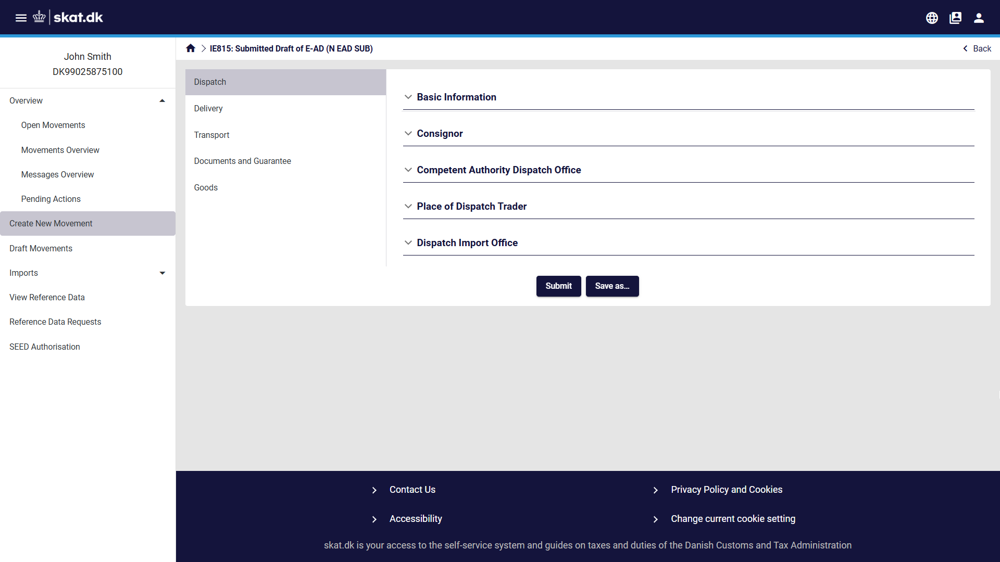 skat.dk
John Smith
DK99025875100
Overview
Open Movements
Movements Overview
Messages Overview
Pending Actions
Create New Movement
Draft Movements
Imports
View Reference Data
Reference Data Requests
SEED Authorisation
IE815: Submitted Draft of E-AD (N EAD SUB)
Back
Dispatch
Delivery
Transport
Documents and Guarantee
Goods
Basic Information
Consignor
Competent Authority Dispatch Office
Place of Dispatch Trader
Dispatch Import Office
Submit
Save as...
Contact Us
Privacy Policy and Cookies
Accessibility
Change current cookie setting
skat.dk is your access to the self-service system and guides on taxes and duties of the Danish Customs and Tax Administration